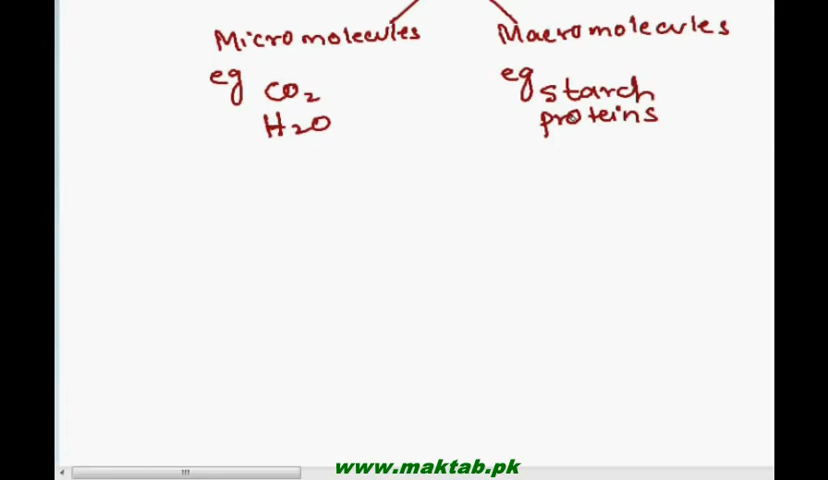 Micromolecules Macromolecules
eg CO2 eg starch
H2O proteins
www.maktab.pk